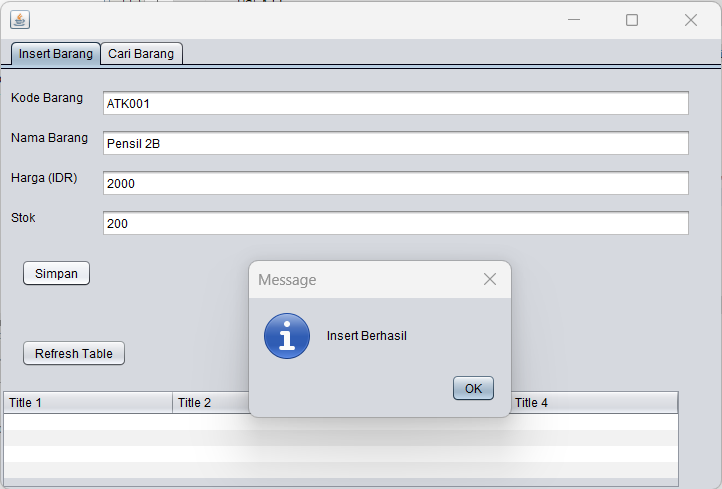 Insert Barang Cari Barang
Kode Barang ATK001
Nama Barang Pensil 2B
Harga (IDR) 2000
Stok 200
Simpan
Message
Insert Berhasil
OK
Refresh Table
Title 1 Title 2 Title 4